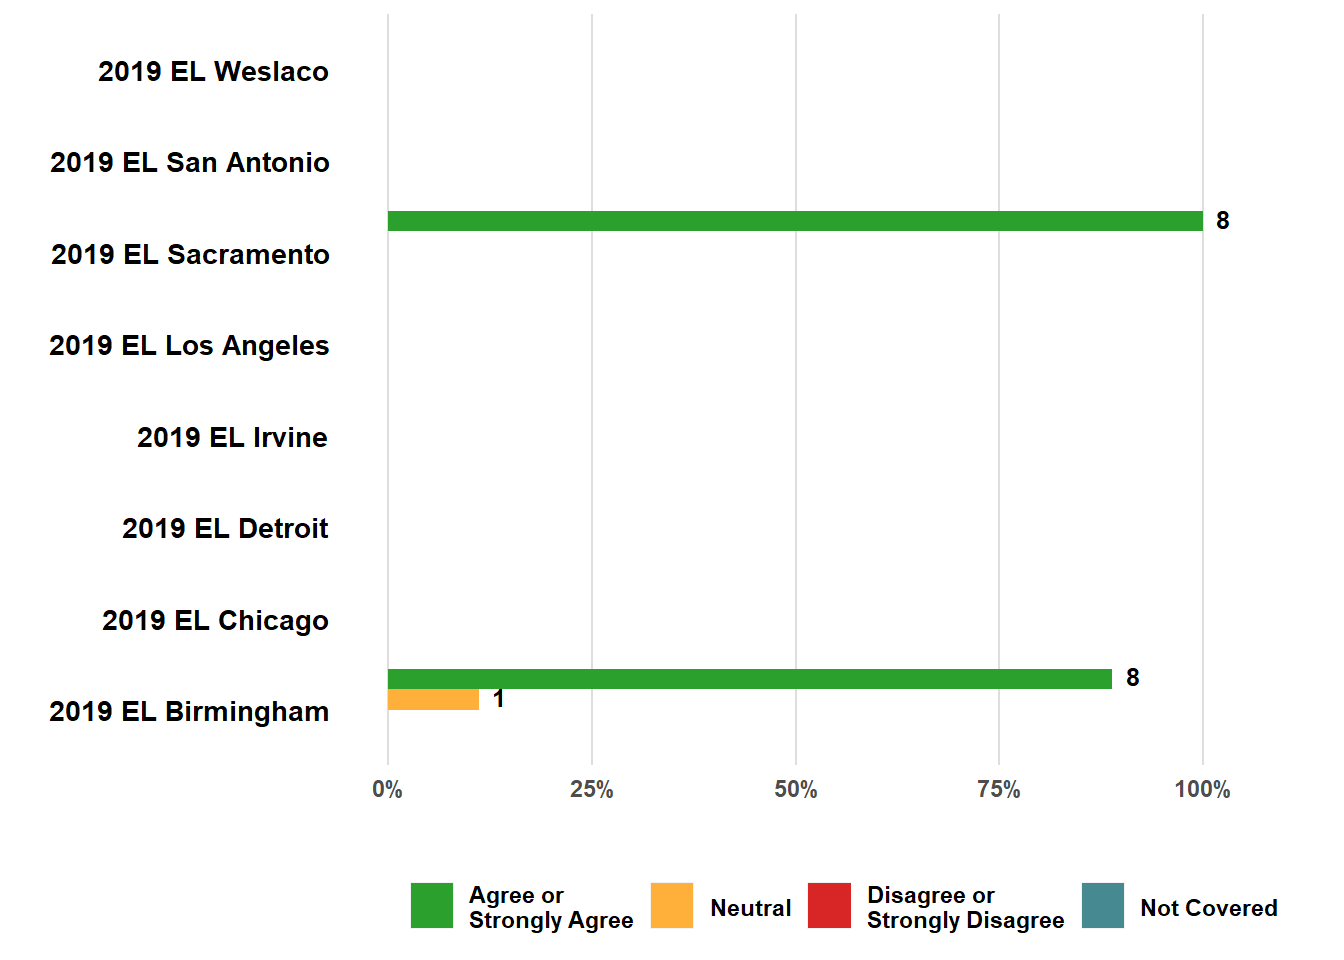 2019 EL Weslaco
2019 EL San Antonio
8
2019 EL Sacramento
2019 EL Los Angeles
2019 EL Irvine
2019 EL Detroit
2019 EL Chicago
8
1
2019 EL Birmingham
0% 25% 50% 75% 100%
Agree or
Strongly Agree
Neutral
Disagree or
Strongly Disagree
Not Covered